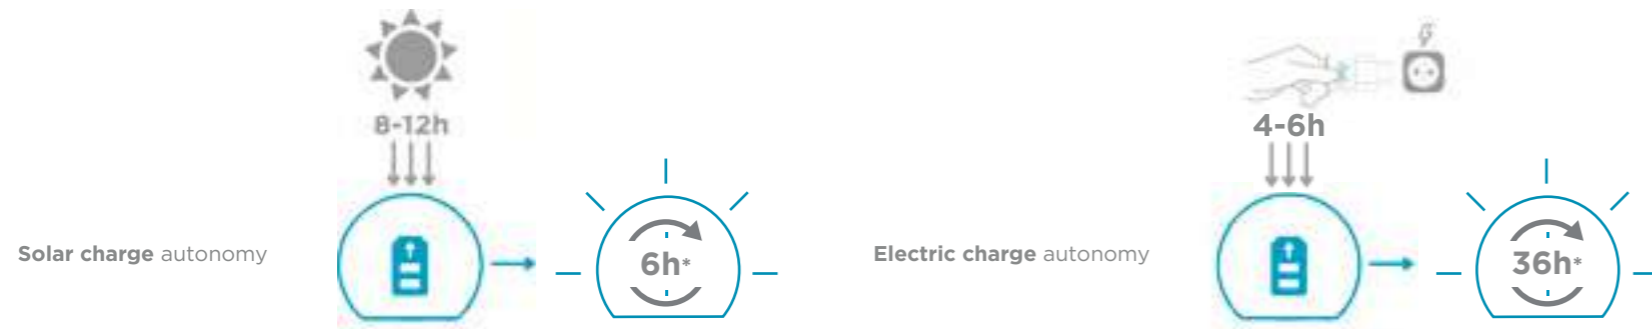 8-12h
Solar charge autonomy
6h*
4-6h
Electric charge autonomy
36h*